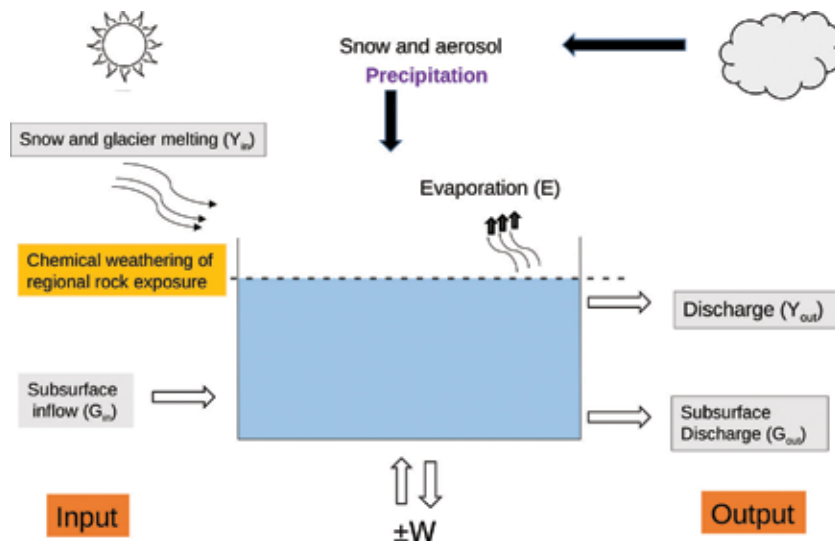 Snow and aerosol
Precipitation
Snow and glacier melting (Yin)
Evaporation (E)
Chemical weathering of
regional rock exposure
Discharge (Yout)
Subsurface
inflow (Gin)
Subsurface
Discharge (Gout)
Input
±W
Output